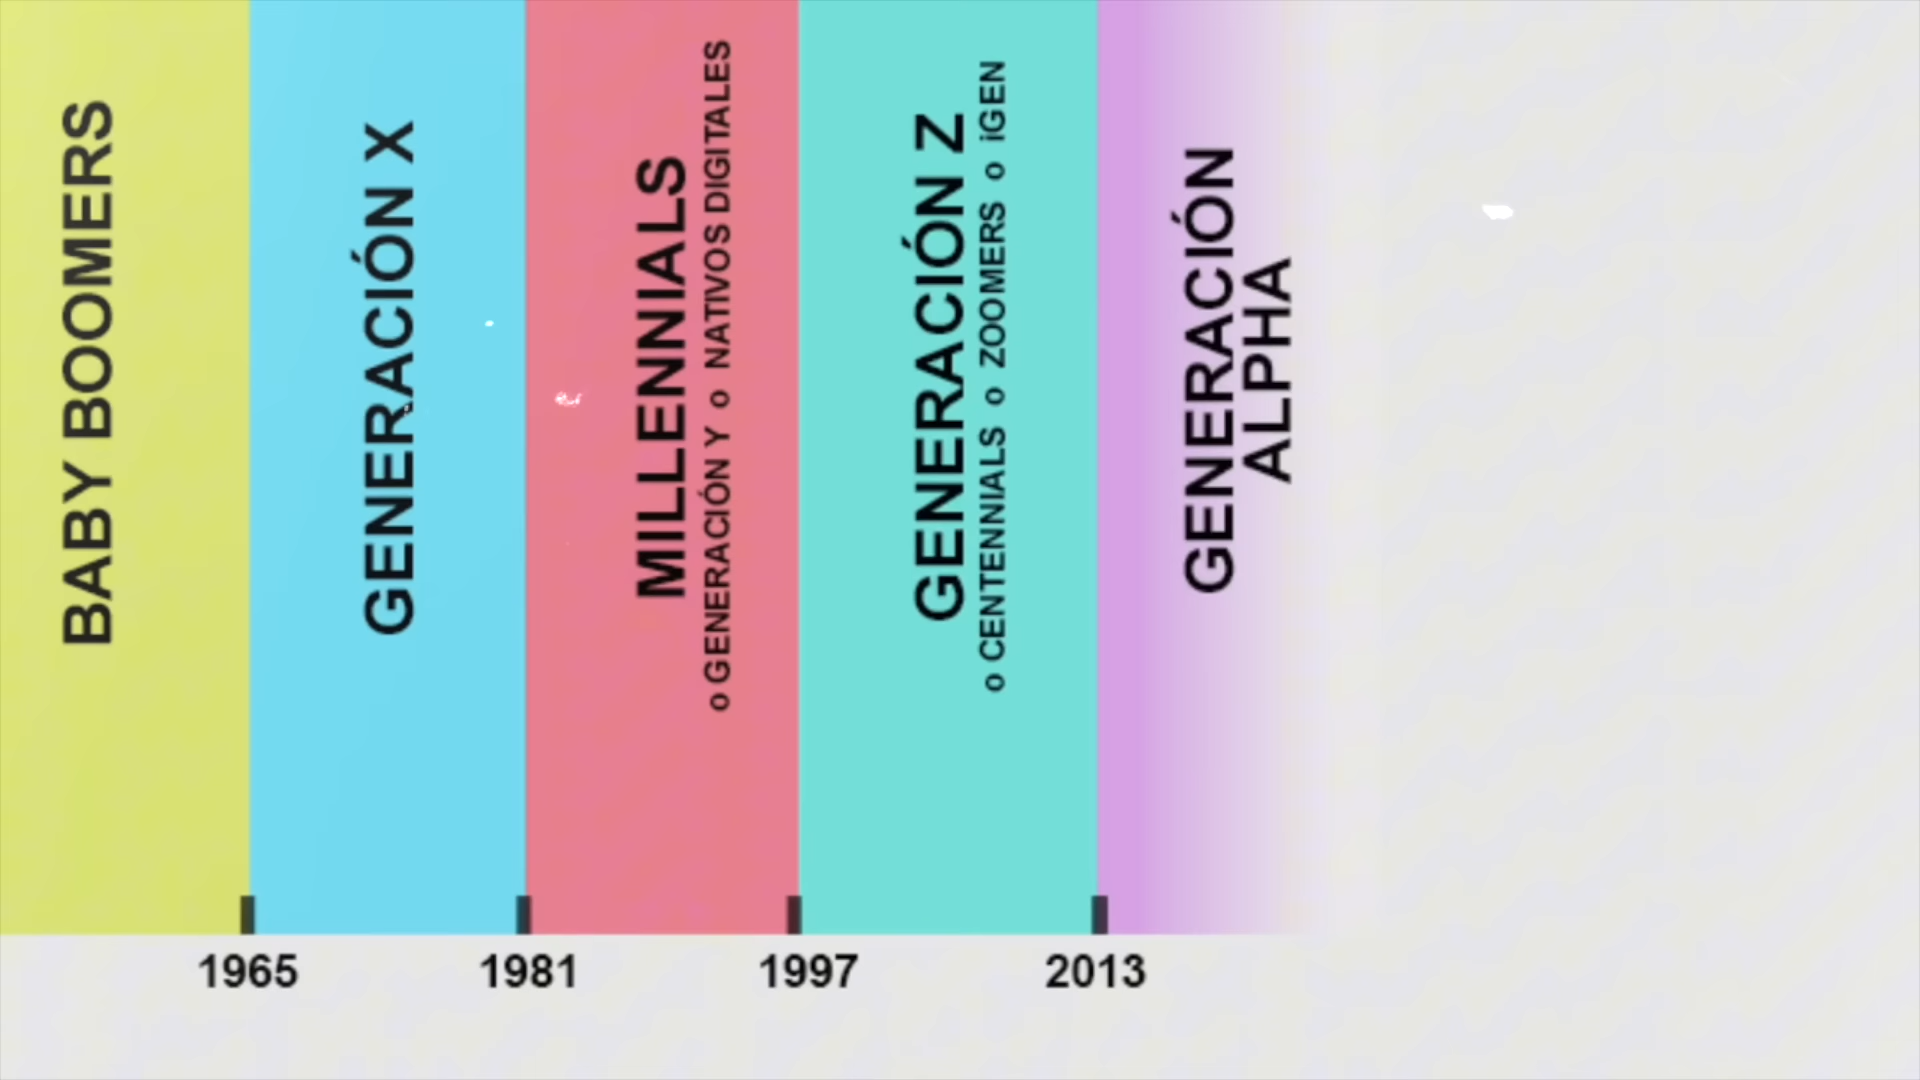 BABY BOOMERS
GENERACIÓN X
MILLENNIALS
o GENERACIÓN Y o NATIVOS DIGITALES
GENERACIÓN Z
o CENTENNIALS o ZOOMERS o iGEN
GENERACIÓN
ALPHA
1965
1981
1997
2013